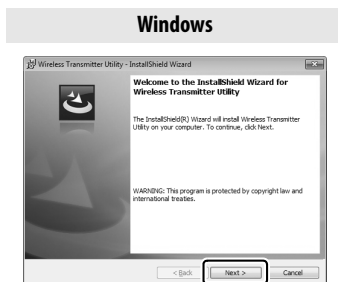 Windows
Wireless Transmitter Utility - InstallShield Wizard
Welcome to the InstallShield Wizard for
Wireless Transmitter Utility
The InstallShield(R) Wizard will install Wireless Transmitter
Utility on your computer. To continue, click Next.
WARNING: This program is protected by copyright law and
international treaties.
< Back Next > Cancel